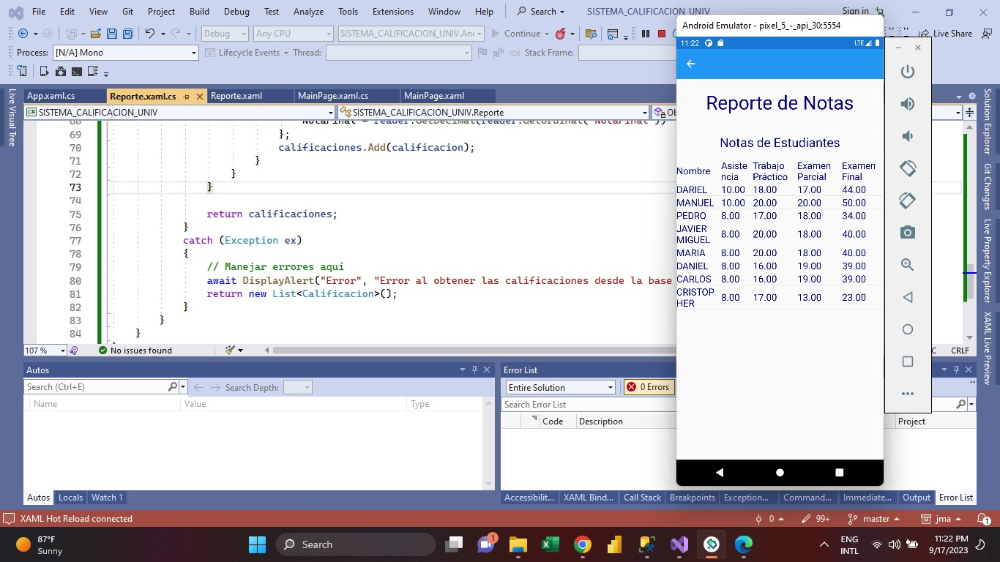 File Edit View Git Project Build Debug Test Analyze Tools Extensions Window Help Search SISTEMA_CALIFICACION_UNIV Sign in
Debug Any CPU SISTEMA_CALIFICACION_UNIV.An Continue Live Share
Process: [N/A] Mono Lifecycle Events Thread: Stack Frame:
App.xaml.cs Reporte.xaml.cs Reporte.xaml MainPage.xaml.cs MainPage.xaml
SISTEMA_CALIFICACION_UNIV SISTEMA_CALIFICACION_UNIV.Reporte Ob
Live Visual Tree
68 NotaFinal = reader.GetDecimal(reader.GetOrdinal("NotaFinal"))
69 };
70 calificaciones.Add(calificacion);
71 }
72 }
73 }
74
75 return calificaciones;
76 }
77 catch (Exception ex)
78 {
79 // Manejar errores aquí
80 await DisplayAlert("Error", "Error al obtener las calificaciones desde la base
81 return new List<Calificacion>();
82 }
83 }
84 }
107 % No issues found CRLF
Autos
Search (Ctrl+E) Search Depth:
Name Value Type
Autos Locals Watch 1
Error List
Entire Solution 0 Errors
Search Error List
Code Description Project
Accessibilit... XAML Bind... Call Stack Breakpoints Exception... Command... Immediate... Output Error List
Android Emulator - pixel_5_-_api_30:5554
11:22 LTE
Reporte de Notas
Notas de Estudiantes
Nombre Asiste
ncia Trabajo
Práctico Examen
Parcial Examen
Final
DARIEL 10.00 18.00 17.00 44.00
MANUEL 10.00 20.00 20.00 50.00
PEDRO 8.00 17.00 18.00 34.00
JAVIER
MIGUEL 8.00 20.00 18.00 40.00
MARIA 8.00 20.00 18.00 40.00
DANIEL 8.00 16.00 19.00 39.00
CARLOS 8.00 16.00 19.00 39.00
CRISTOP
HER 8.00 17.00 13.00 23.00
Solution Explorer
Git Changes
Live Property Explorer
XAML Live Preview
XAML Hot Reload connected 0 99+ master jma 1
87°F
Sunny
Search
1
ENG
INTL
11:22 PM
9/17/2023